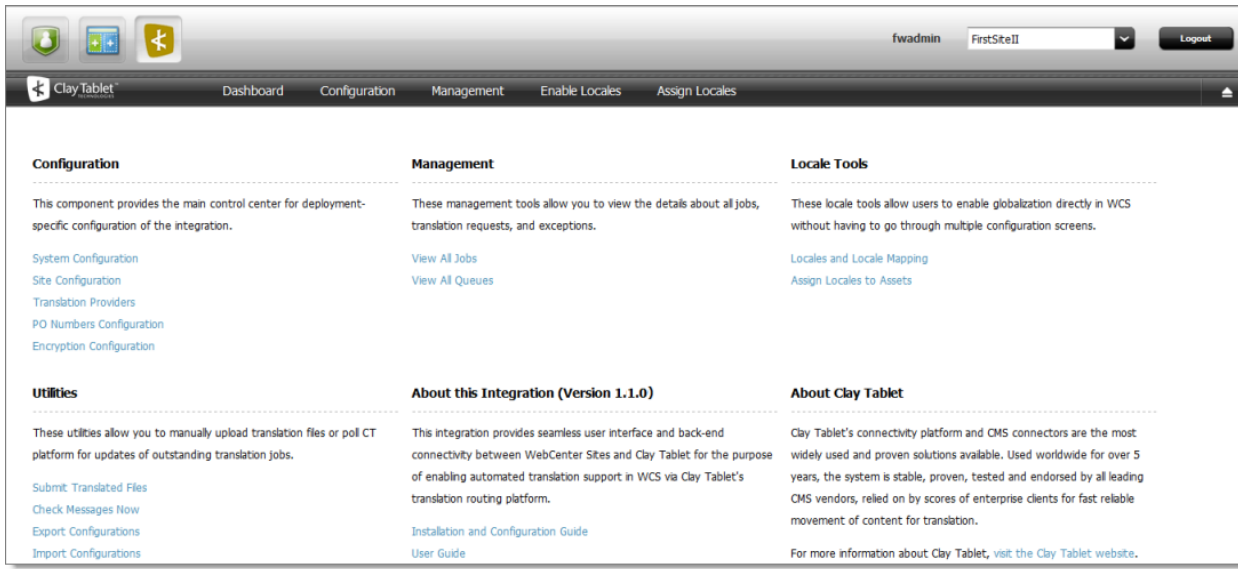 fwadmin FirstSiteII Logout
ClayTablet™ TECHNOLOGIES Dashboard Configuration Management Enable Locales Assign Locales
Configuration
This component provides the main control center for deployment-
specific configuration of the integration.
System Configuration
Site Configuration
Translation Providers
PO Numbers Configuration
Encryption Configuration
Management
These management tools allow you to view the details about all jobs,
translation requests, and exceptions.
View All Jobs
View All Queues
Locale Tools
These locale tools allow users to enable globalization directly in WCS
without having to go through multiple configuration screens.
Locales and Locale Mapping
Assign Locales to Assets
Utilities
These utilities allow you to manually upload translation files or poll CT
platform for updates of outstanding translation jobs.
Submit Translated Files
Check Messages Now
Export Configurations
Import Configurations
About this Integration (Version 1.1.0)
This integration provides seamless user interface and back-end
connectivity between WebCenter Sites and Clay Tablet for the purpose
of enabling automated translation support in WCS via Clay Tablet's
translation routing platform.
Installation and Configuration Guide
User Guide
About Clay Tablet
Clay Tablet's connectivity platform and CMS connectors are the most
widely used and proven solutions available. Used worldwide for over 5
years, the system is stable, proven, tested and endorsed by all leading
CMS vendors, relied on by scores of enterprise clients for fast reliable
movement of content for translation.
For more information about Clay Tablet, visit the Clay Tablet website.